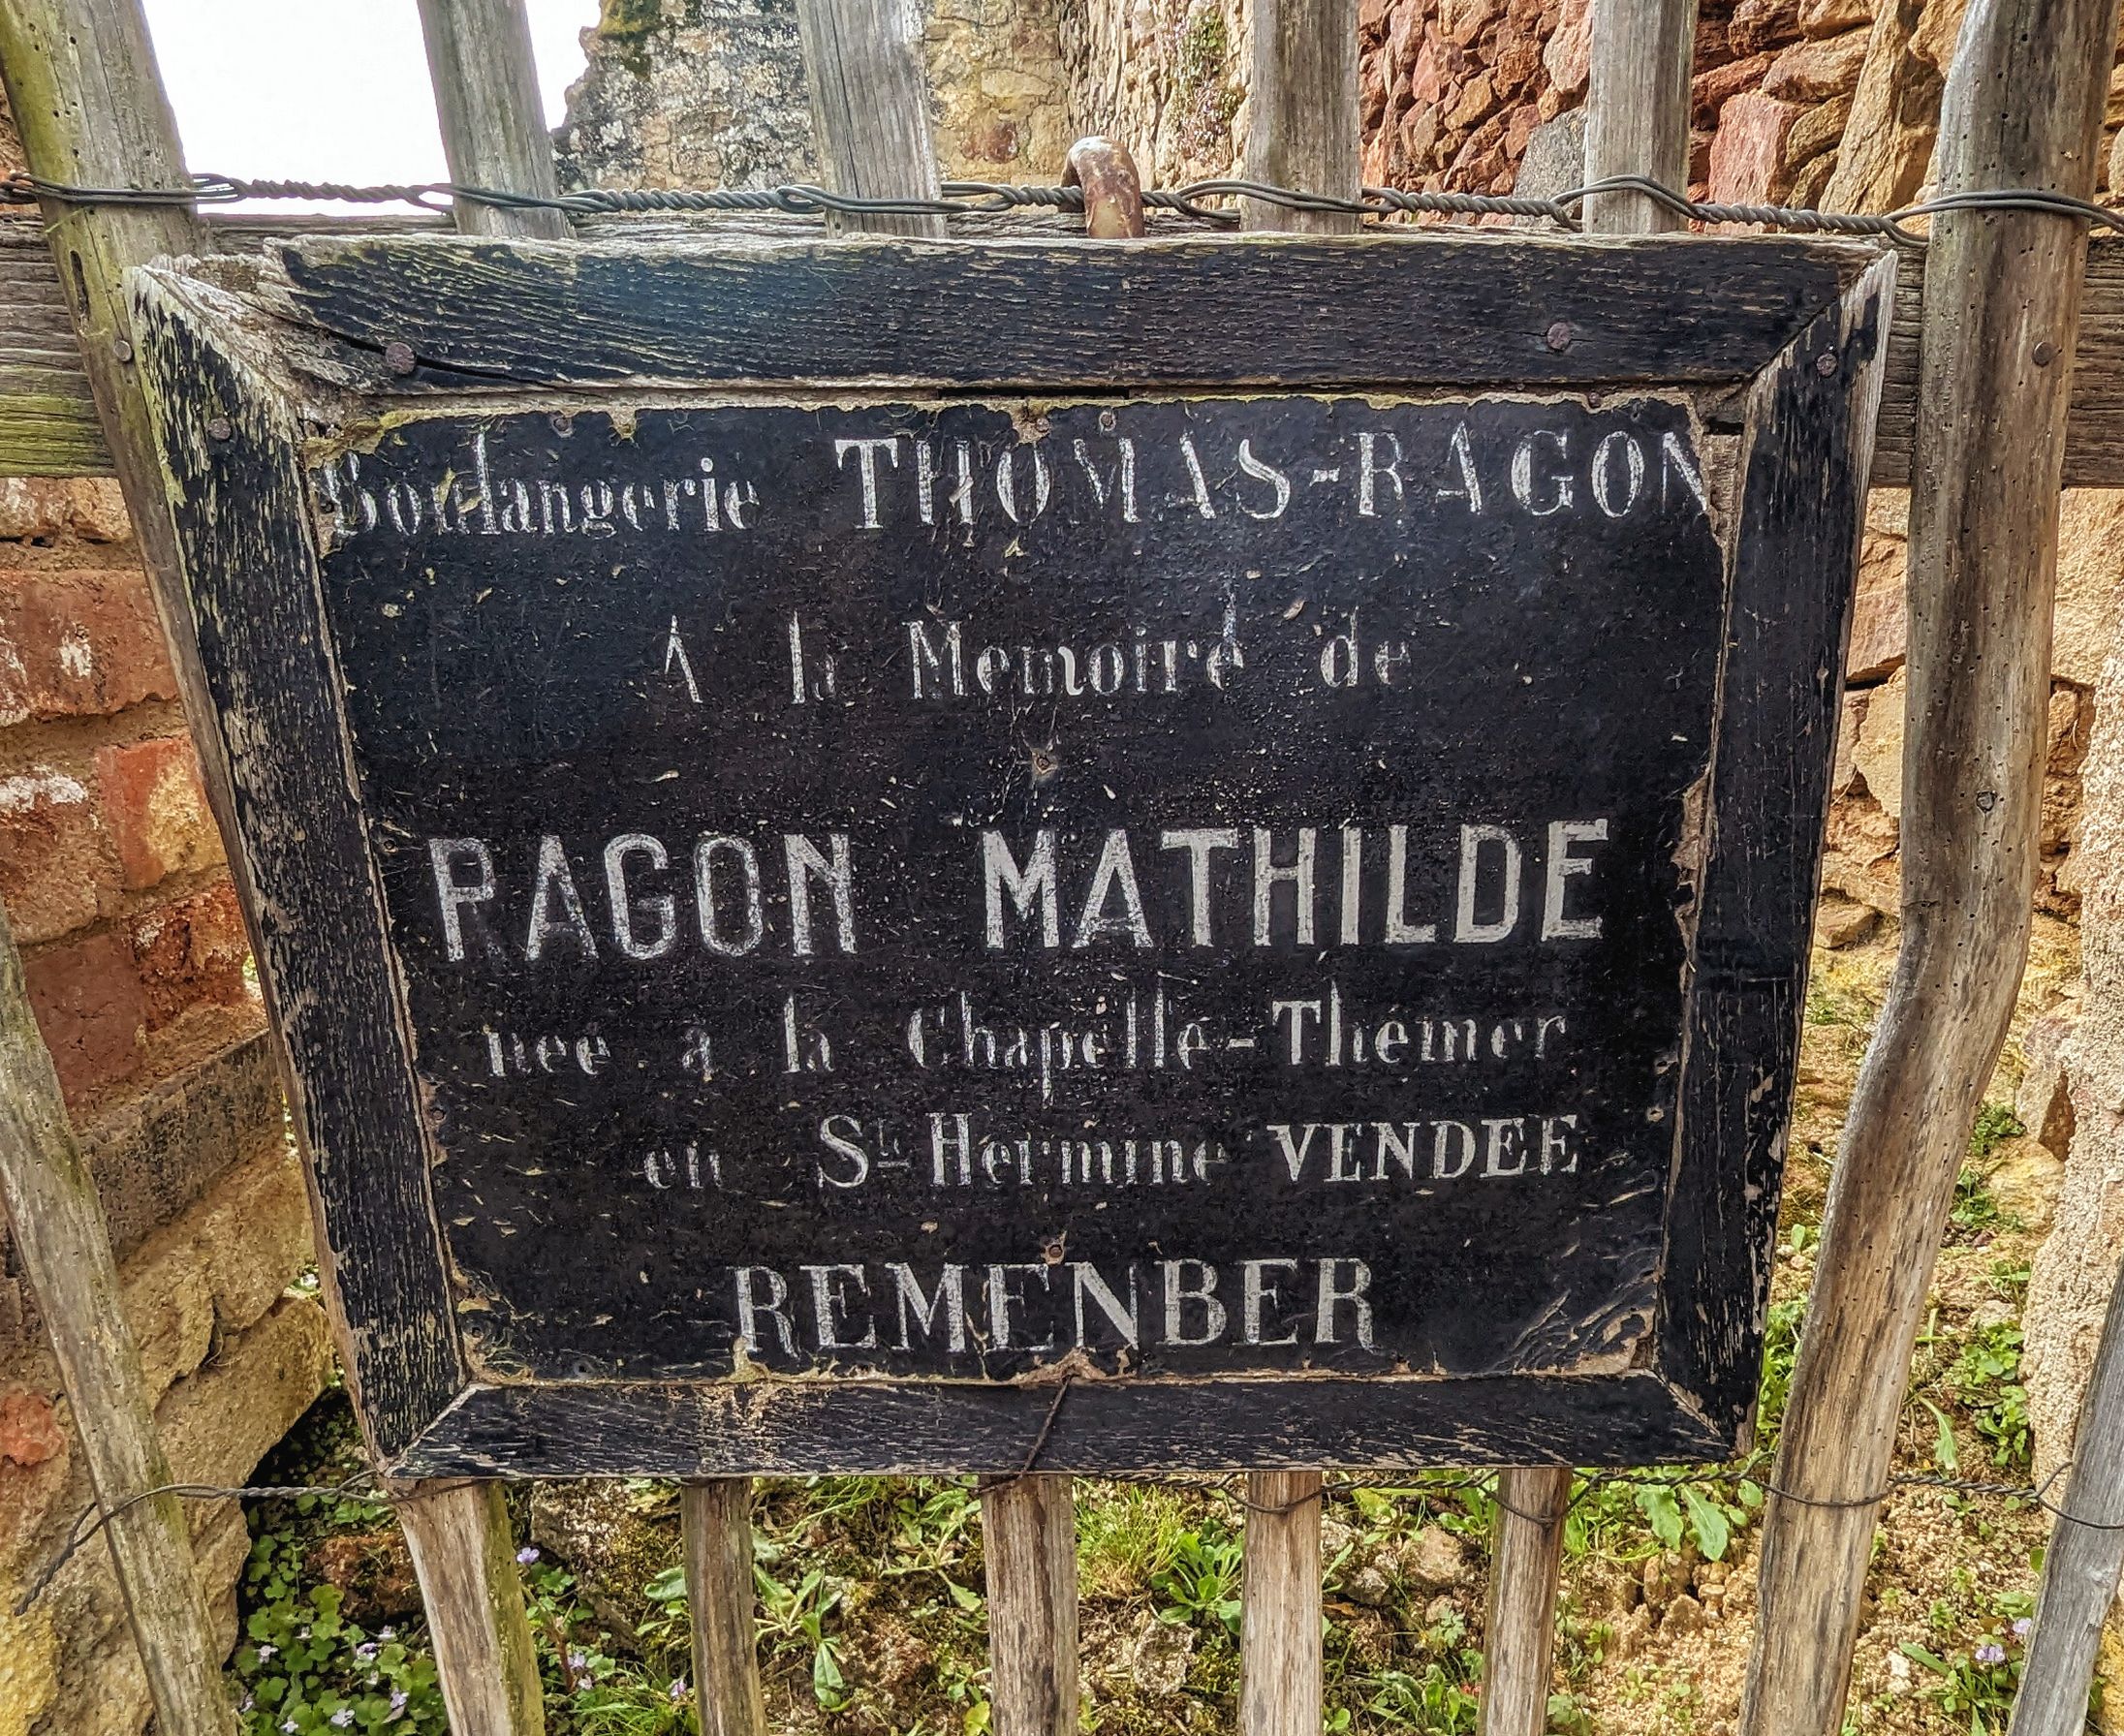 Boulangerie THOMAS-RAGON
A la Memoire de
RAGON MATHILDE
née a la Chapelle-Themer
en St Hermine VENDEE
REMENBER